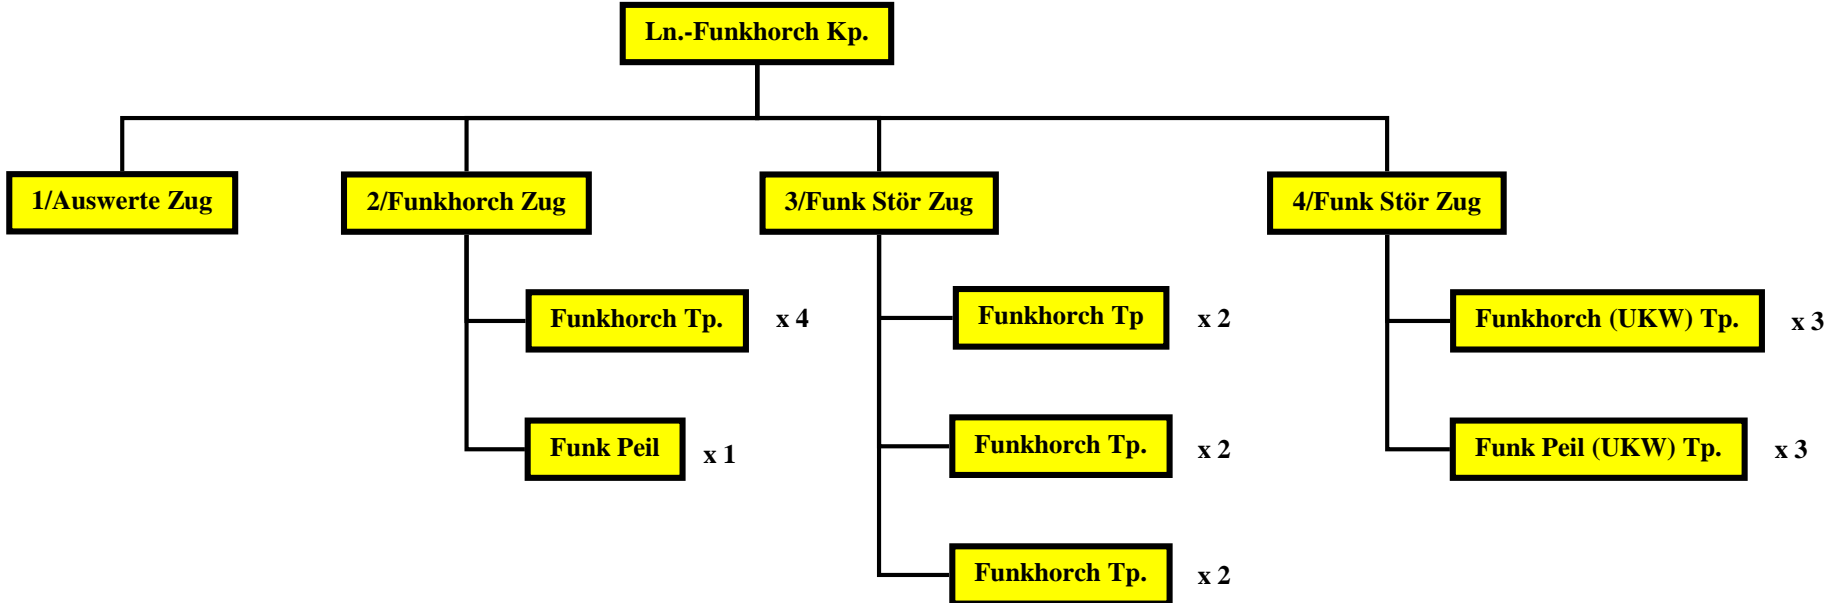 Ln.-Funkhorch Kp.
1/Auswerte Zug
2/Funkhorch Zug
3/Funk Stör Zug
4/Funk Stör Zug
Funkhorch Tp. x 4
Funkhorch Tp x 2
Funkhorch (UKW) Tp. x 3
Funk Peil x 1
Funkhorch Tp. x 2
Funk Peil (UKW) Tp. x 3
Funkhorch Tp. x 2